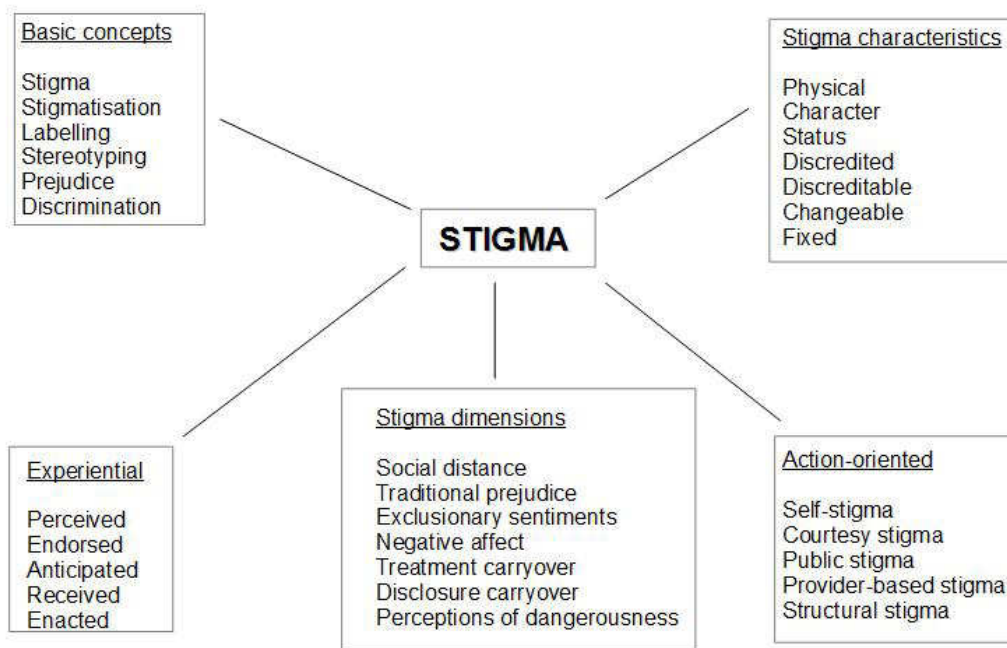 Basic concepts
Stigma
Stigmatisation
Labelling
Stereotyping
Prejudice
Discrimination
Stigma characteristics
Physical
Character
Status
Discredited
Discreditable
Changeable
Fixed
STIGMA
Experiential
Perceived
Endorsed
Anticipated
Received
Enacted
Stigma dimensions
Social distance
Traditional prejudice
Exclusionary sentiments
Negative affect
Treatment carryover
Disclosure carryover
Perceptions of dangerousness
Action-oriented
Self-stigma
Courtesy stigma
Public stigma
Provider-based stigma
Structural stigma